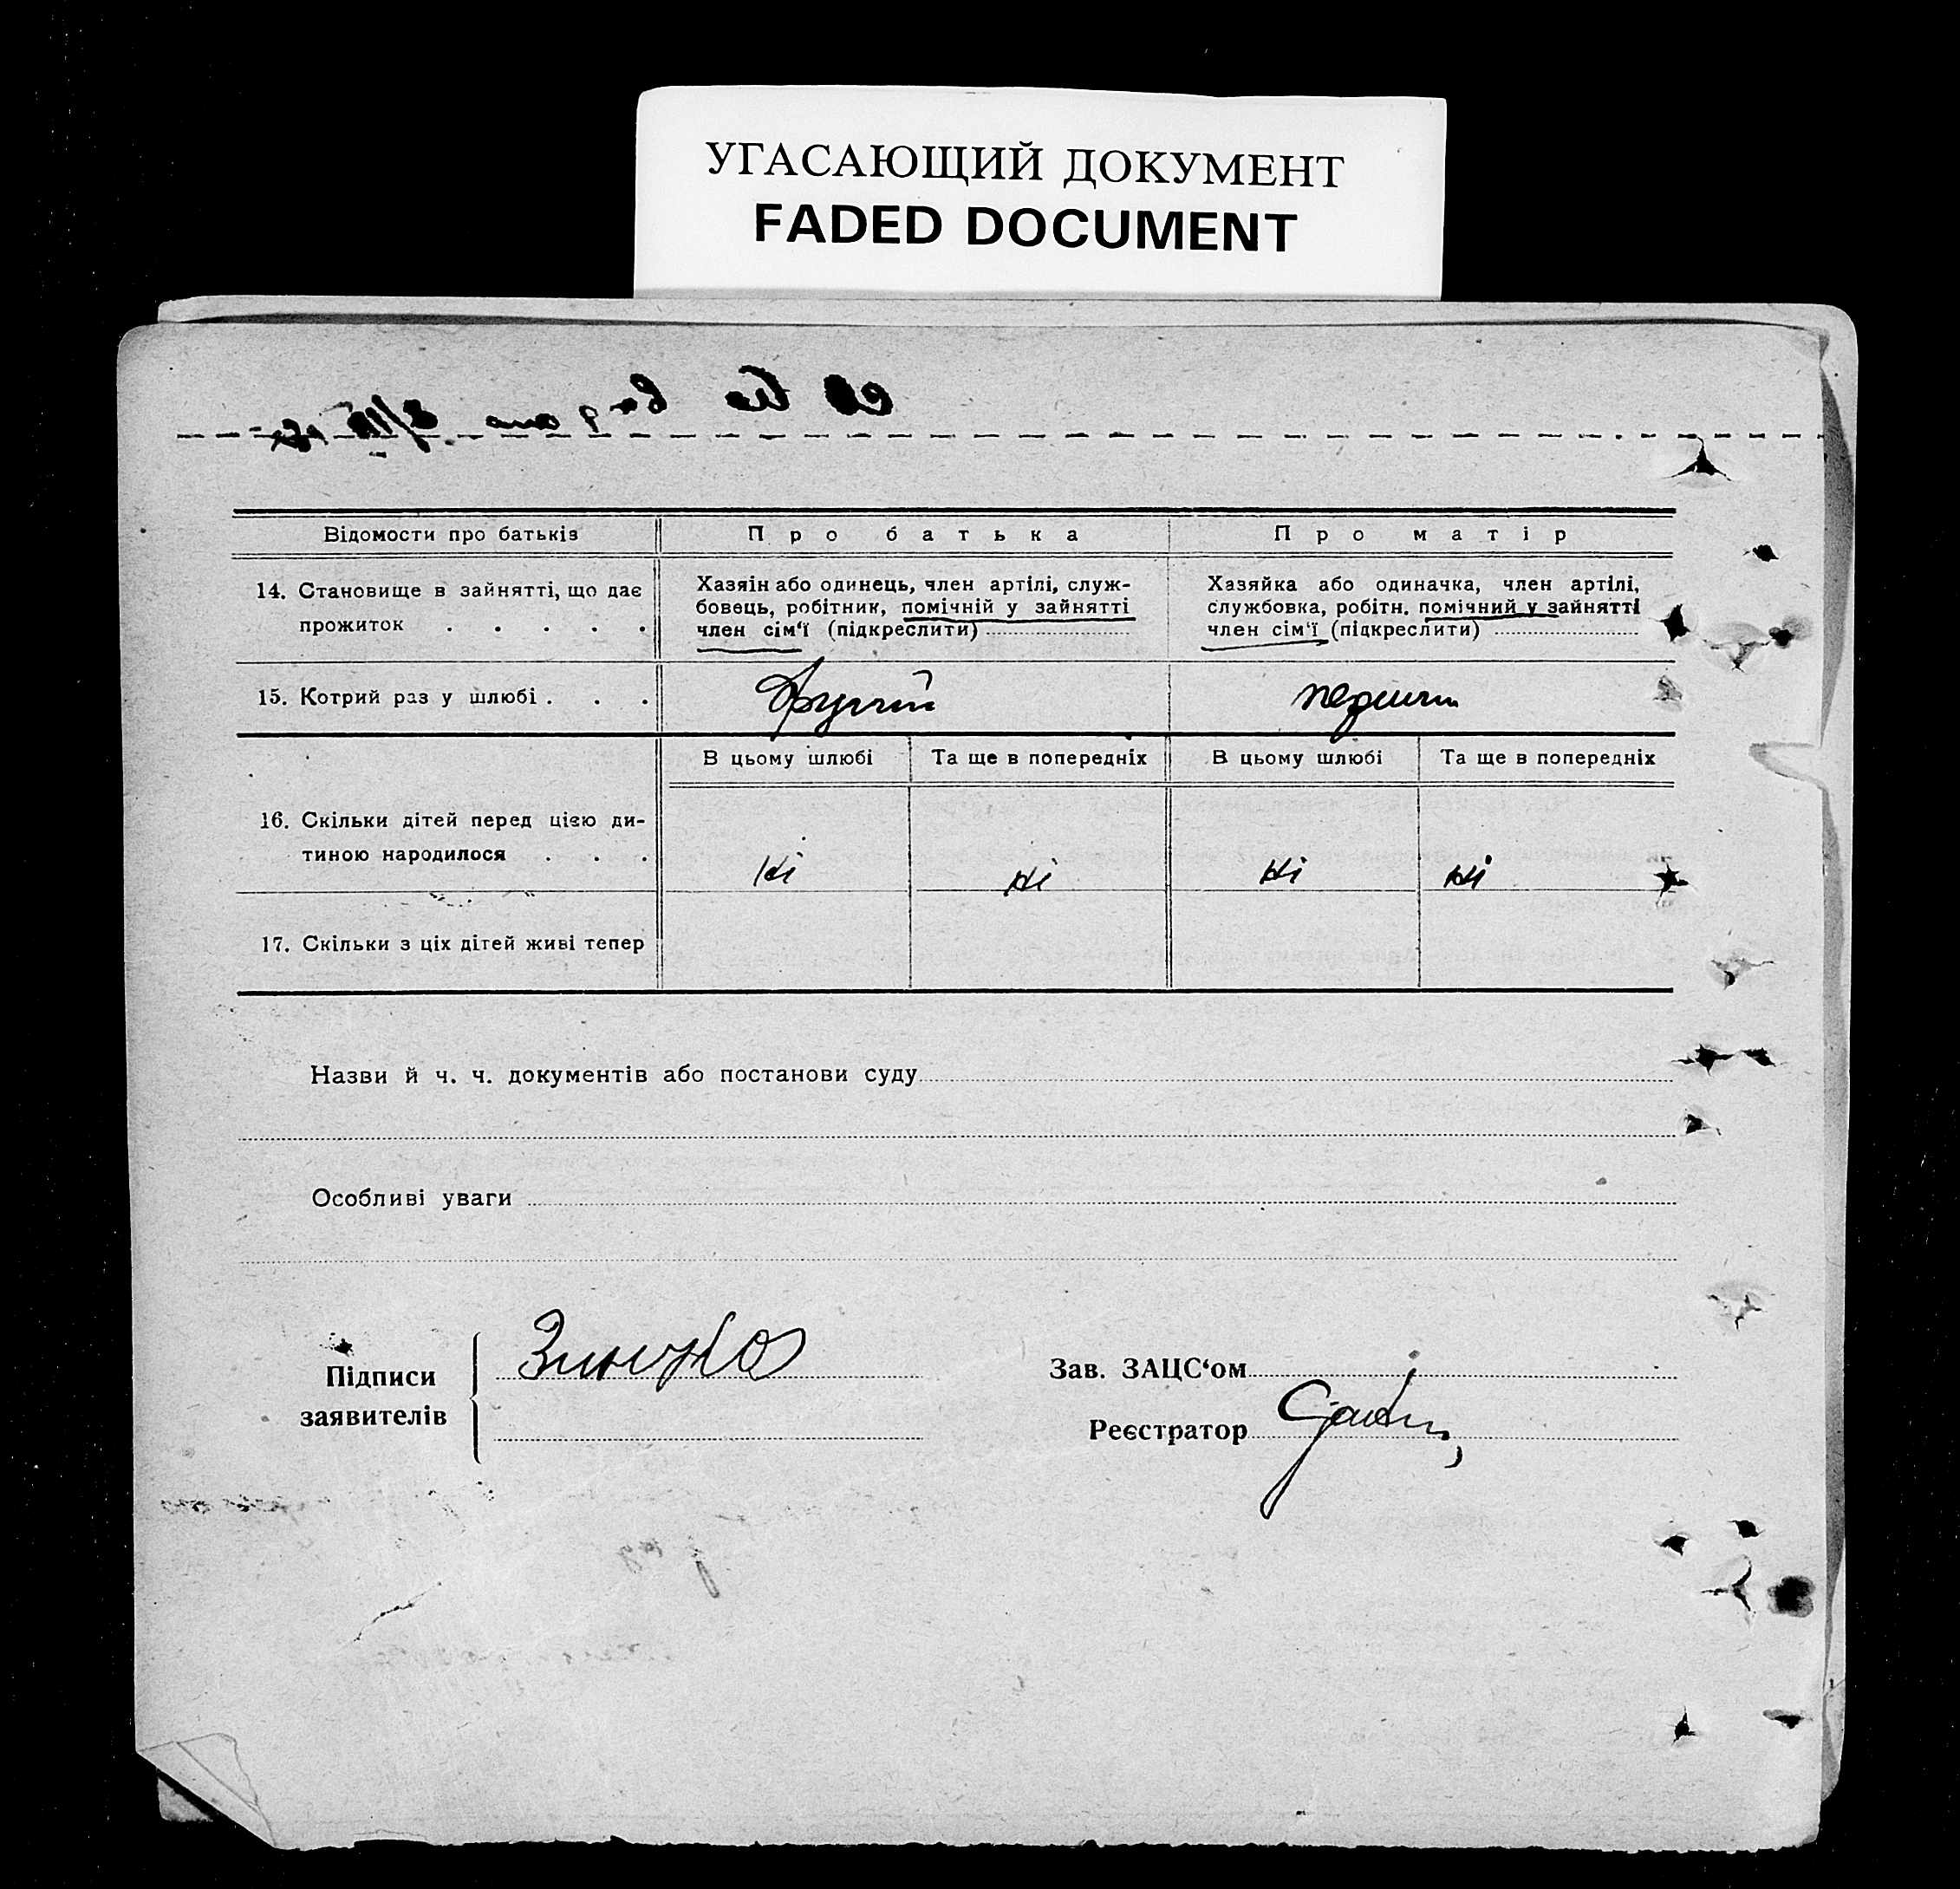 УГАСАЮЩИЙ ДОКУМЕНТ
FADED DOCUMENT
Відомости про батьків
Про батька
Про матір
14. Становище в зайнятті, що дає
прожиток . . . . .
Хазяін або одинець, член артілі, служ-
бовець, робітник, помічній у зайнятті
член сім'ї (підкреслити)
Хазяйка або одиначка, член артілі,
службовка, робітн. помічний у зайнятті
член сім'ї (підкреслити)
15. Котрий раз у шлюбі . . .
другий
перший
В цьому шлюбі
Та ще в попередніх
В цьому шлюбі
Та ще в попередніх
16. Скільки дітей перед цією ди-
тиною народилося . . .
Ні
Ні
Ні
Ні
17. Скільки з ціх дітей живі тепер
Назви й ч. ч. документів або постанови суду
Особливі уваги
Підписи
заявителів
Зав. ЗАЦС'ом
Реєстратор